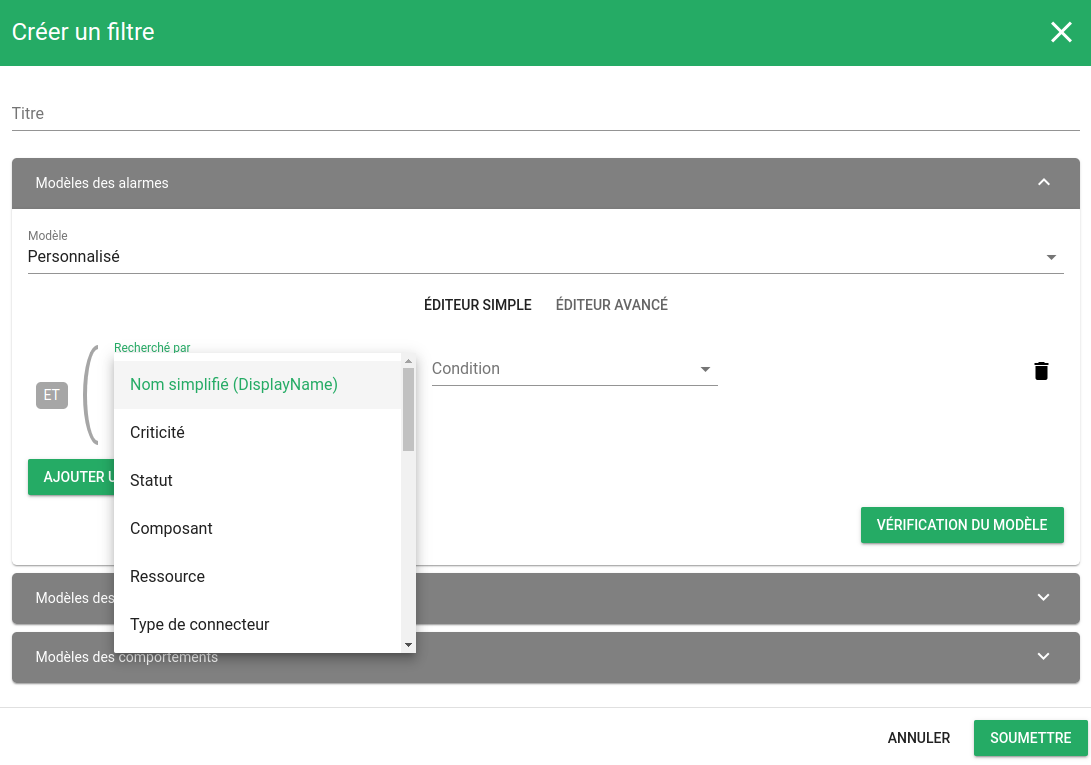 Créer un filtre
Titre
Modèles des alarmes
Modèle
Personnalisé
ÉDITEUR SIMPLE ÉDITEUR AVANCÉ
Recherché par
ET
Nom simplifié (DisplayName)
Condition
Criticité
Statut
Composant
Ressource
Type de connecteur
AJOUTER
VÉRIFICATION DU MODÈLE
Modèles des
Modèles des comportements
ANNULER
SOUMETTRE